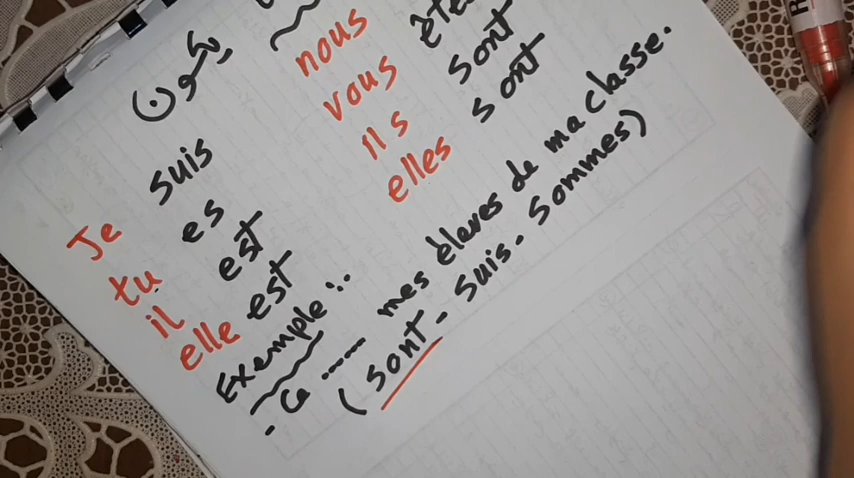 يكون
Je suis
tu es
il est
elle est
nous
vous
ils sont
elles sont
Exemple :.
. Ce ...... mes élèves de ma classe.
(sont - suis - sommes)